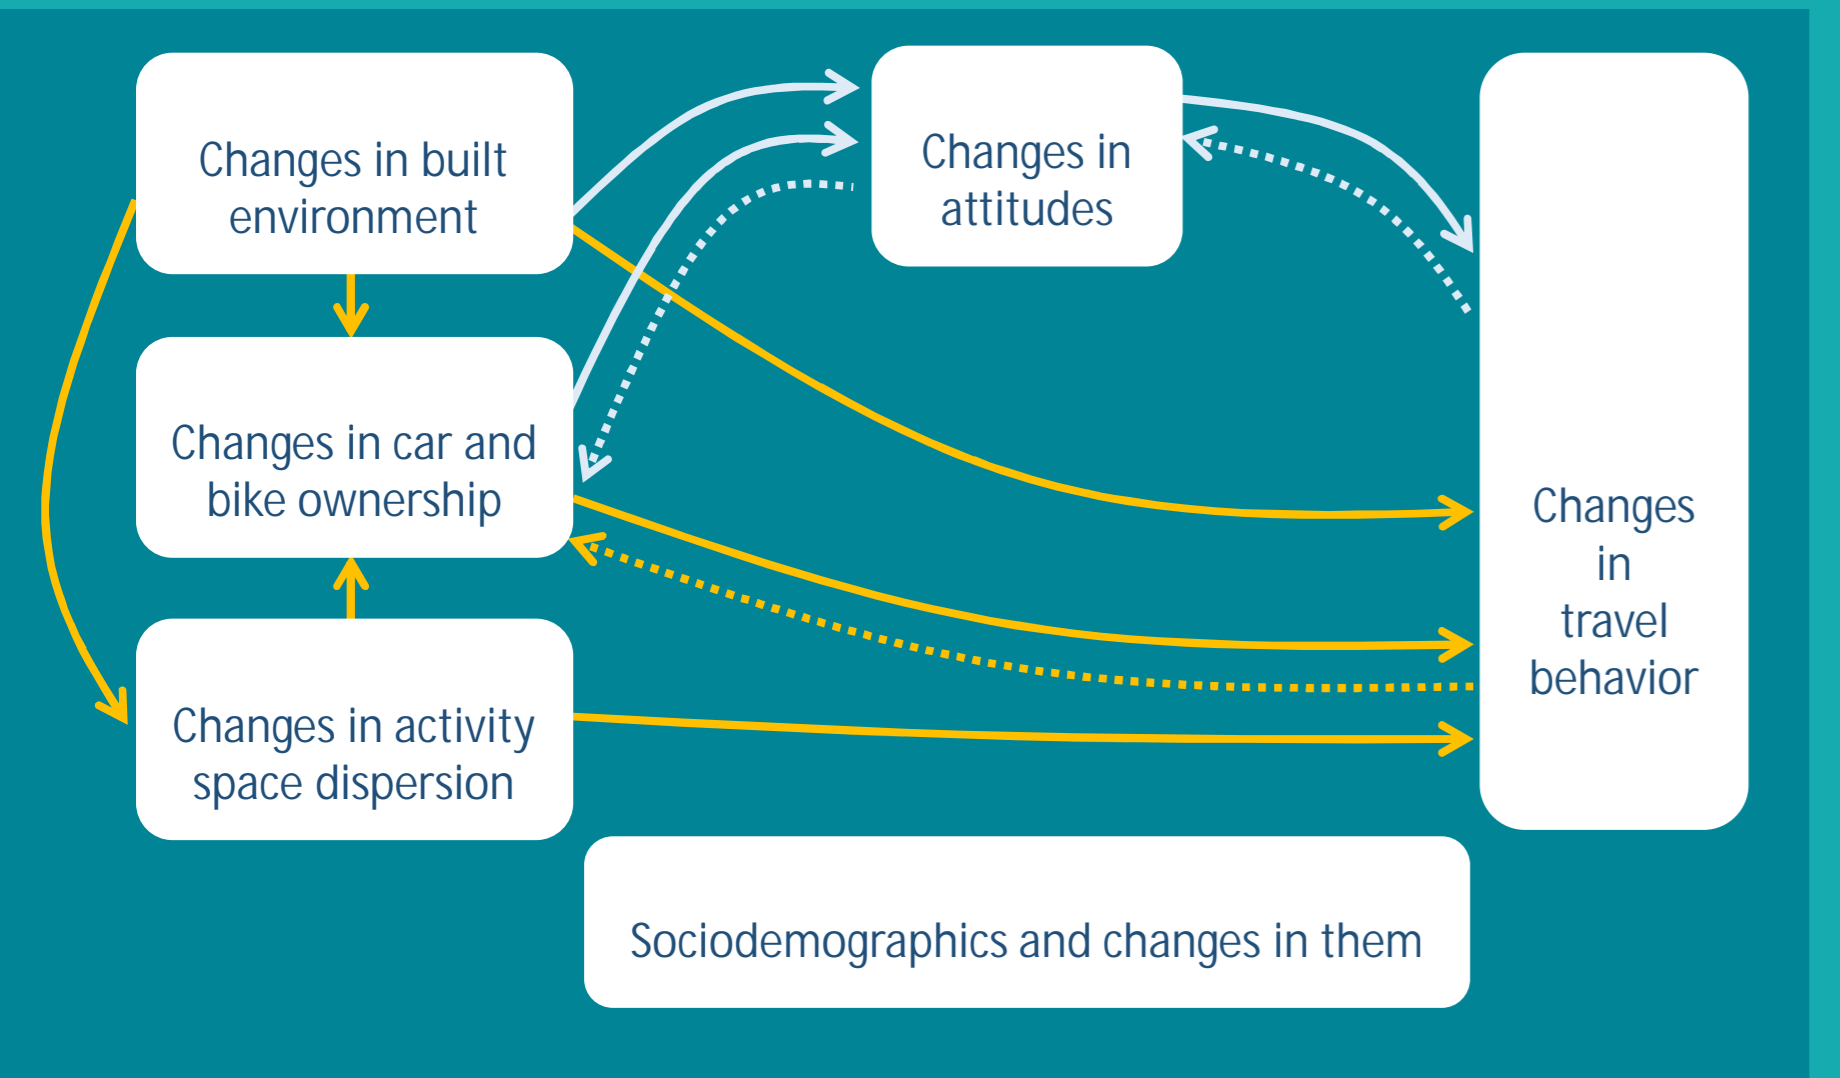 Changes in built
environment
Changes in
attitudes
Changes in car and
bike ownership
Changes
in
travel
behavior
Changes in activity
space dispersion
Sociodemographics and changes in them